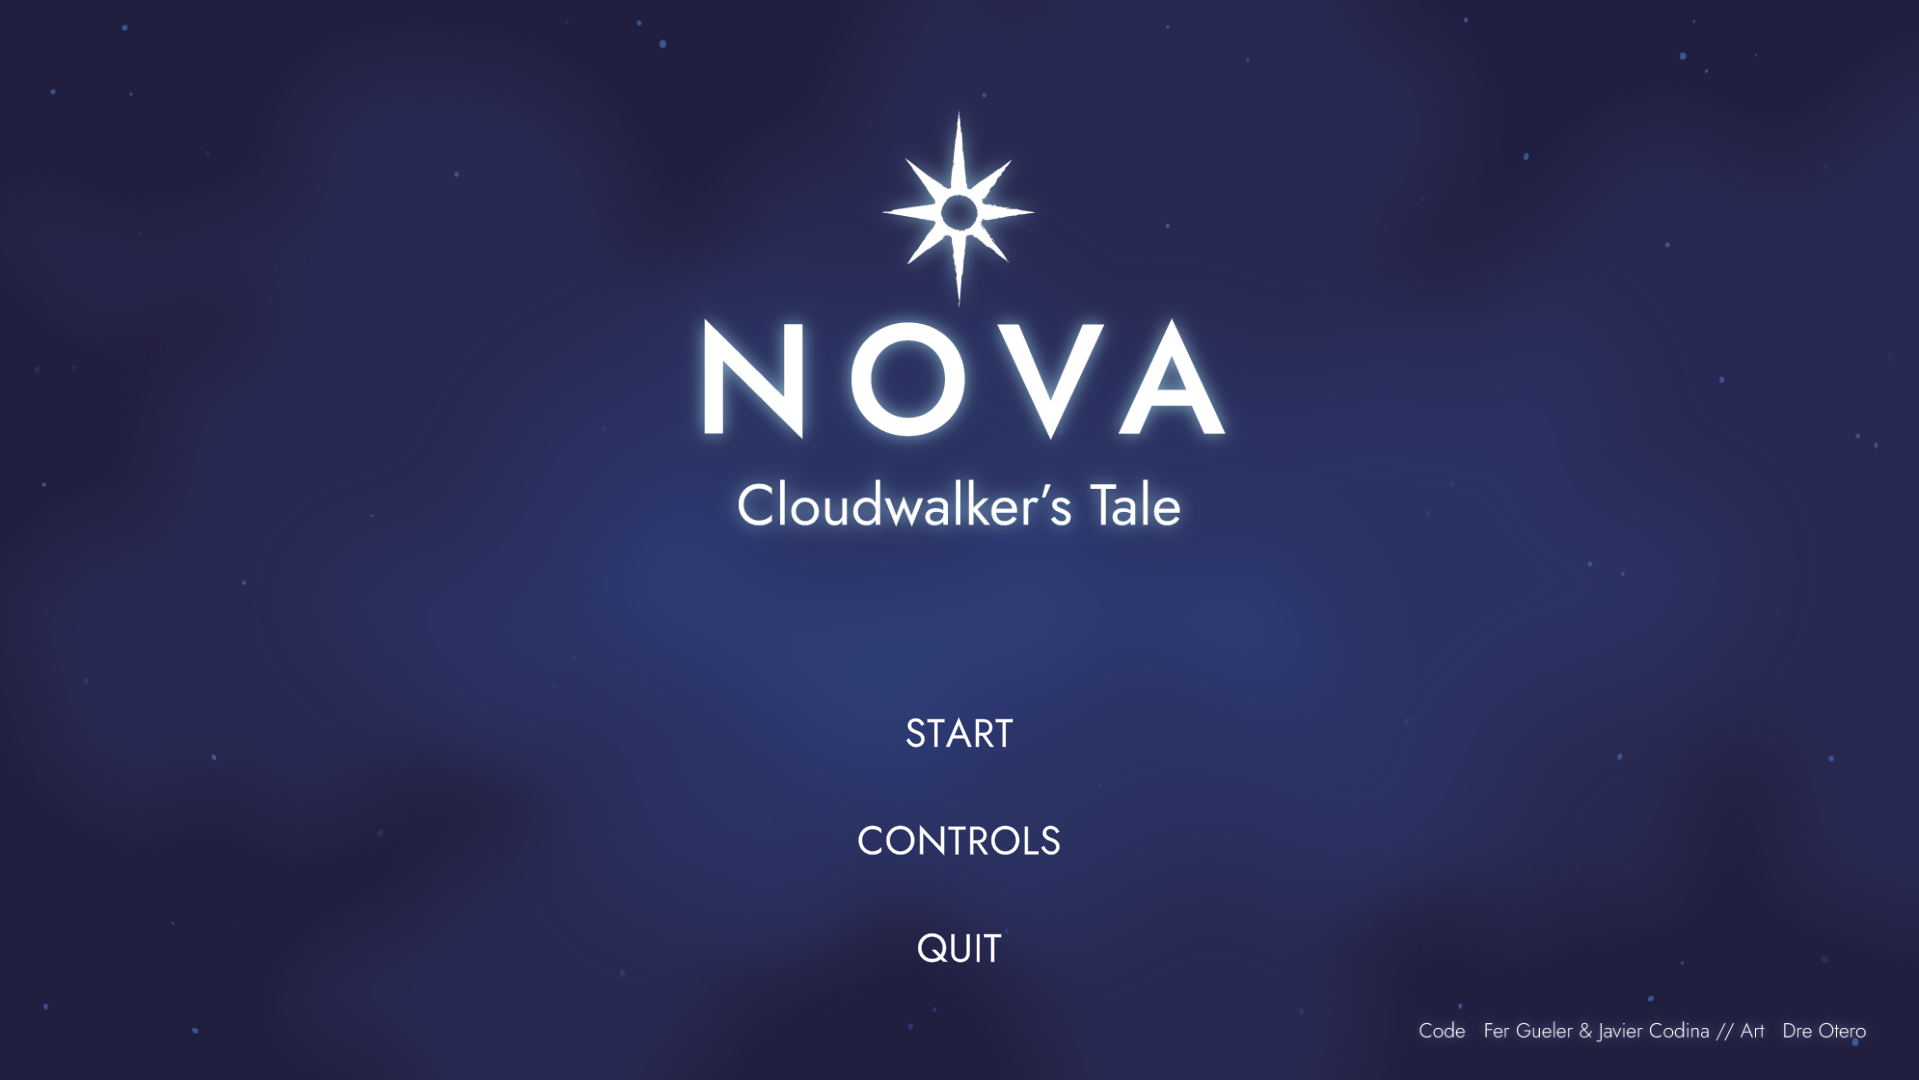 NOVA
Cloudwalker’s Tale
START
CONTROLS
QUIT
Code Fer Gueler & Javier Codina // Art Dre Otero